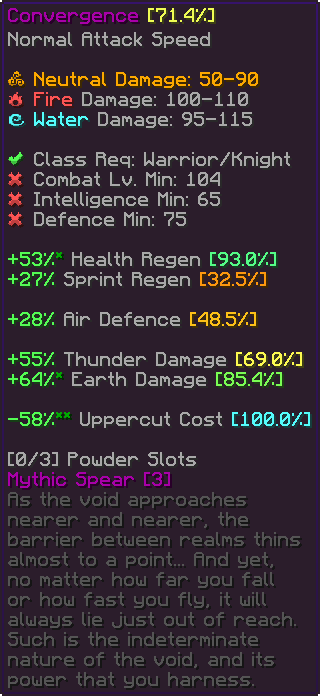 Convergence [71.4%]
Normal Attack Speed
Neutral Damage: 50-90
Fire Damage: 100-110
Water Damage: 95-115
✔ Class Req: Warrior/Knight
✖ Combat Lv. Min: 104
✖ Intelligence Min: 65
✖ Defence Min: 75
+53%* Health Regen [93.0%]
+27% Sprint Regen [32.5%]
+28% Air Defence [48.5%]
+55% Thunder Damage [69.0%]
+64%* Earth Damage [85.4%]
-58%** Uppercut Cost [100.0%]
[0/3] Powder Slots
Mythic Spear [3]
As the void approaches
nearer and nearer, the
barrier between realms thins
almost to a point... And yet,
no matter how far you fall
or how fast you fly, it will
always lie just out of reach.
Such is the indeterminate
nature of the void, and its
power that you harness.